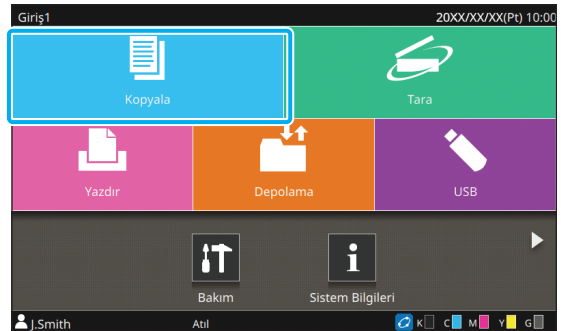 Giriş1 20XX/XX/XX(Pt) 10:00
Kopyala Tara
Yazdır Depolama USB
Bakım Sistem Bilgileri
J.Smith Atıl K C M Y G